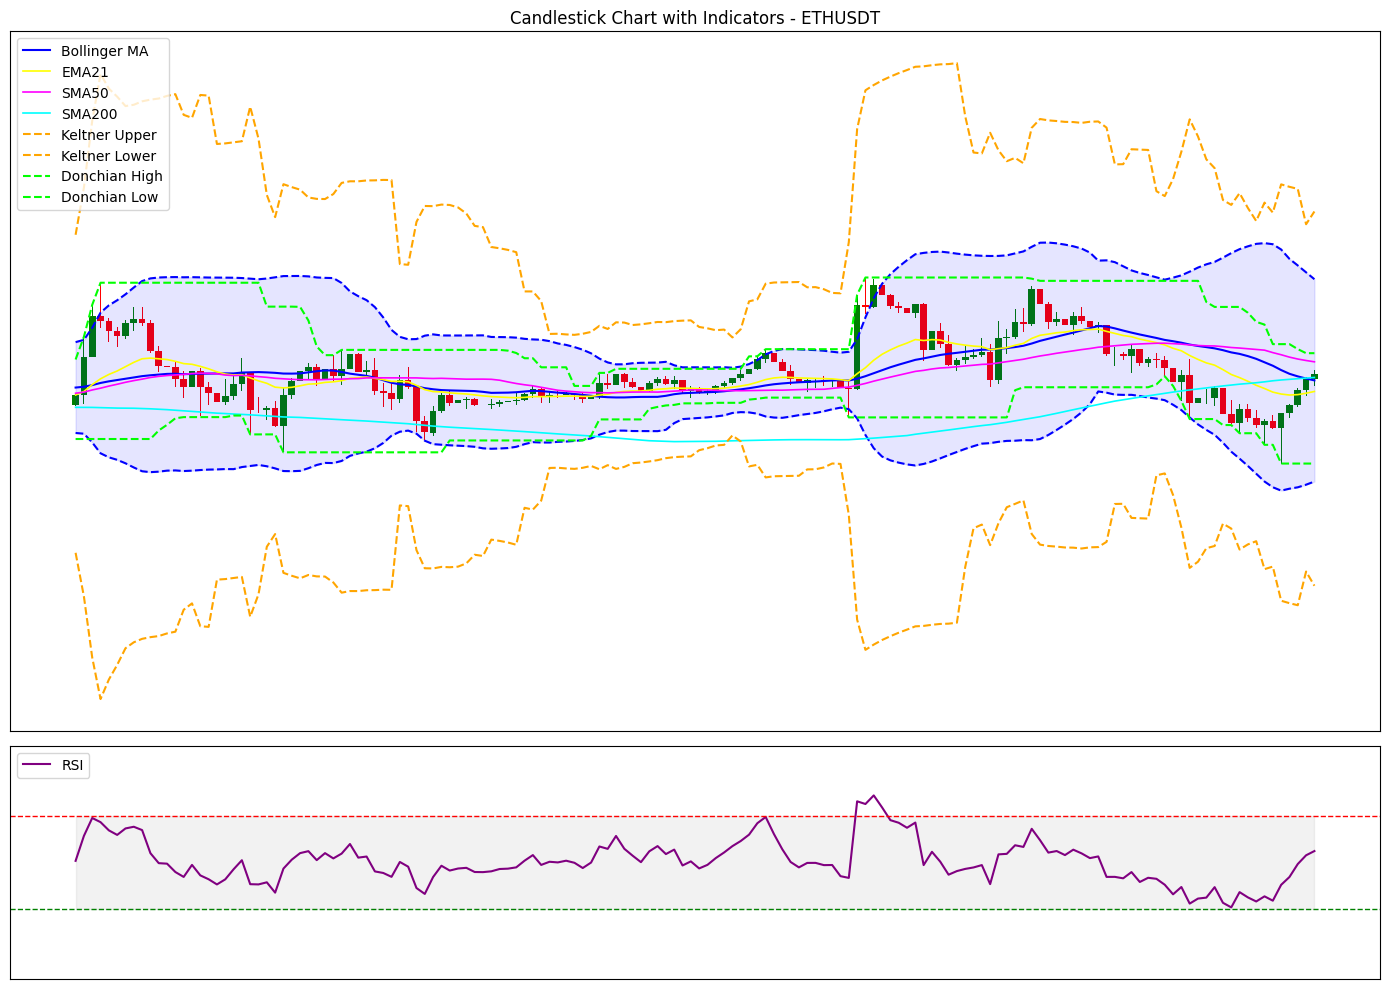 Candlestick Chart with Indicators - ETHUSDT
Bollinger MA
EMA21
SMA50
SMA200
Keltner Upper
Keltner Lower
Donchian High
Donchian Low
RSI